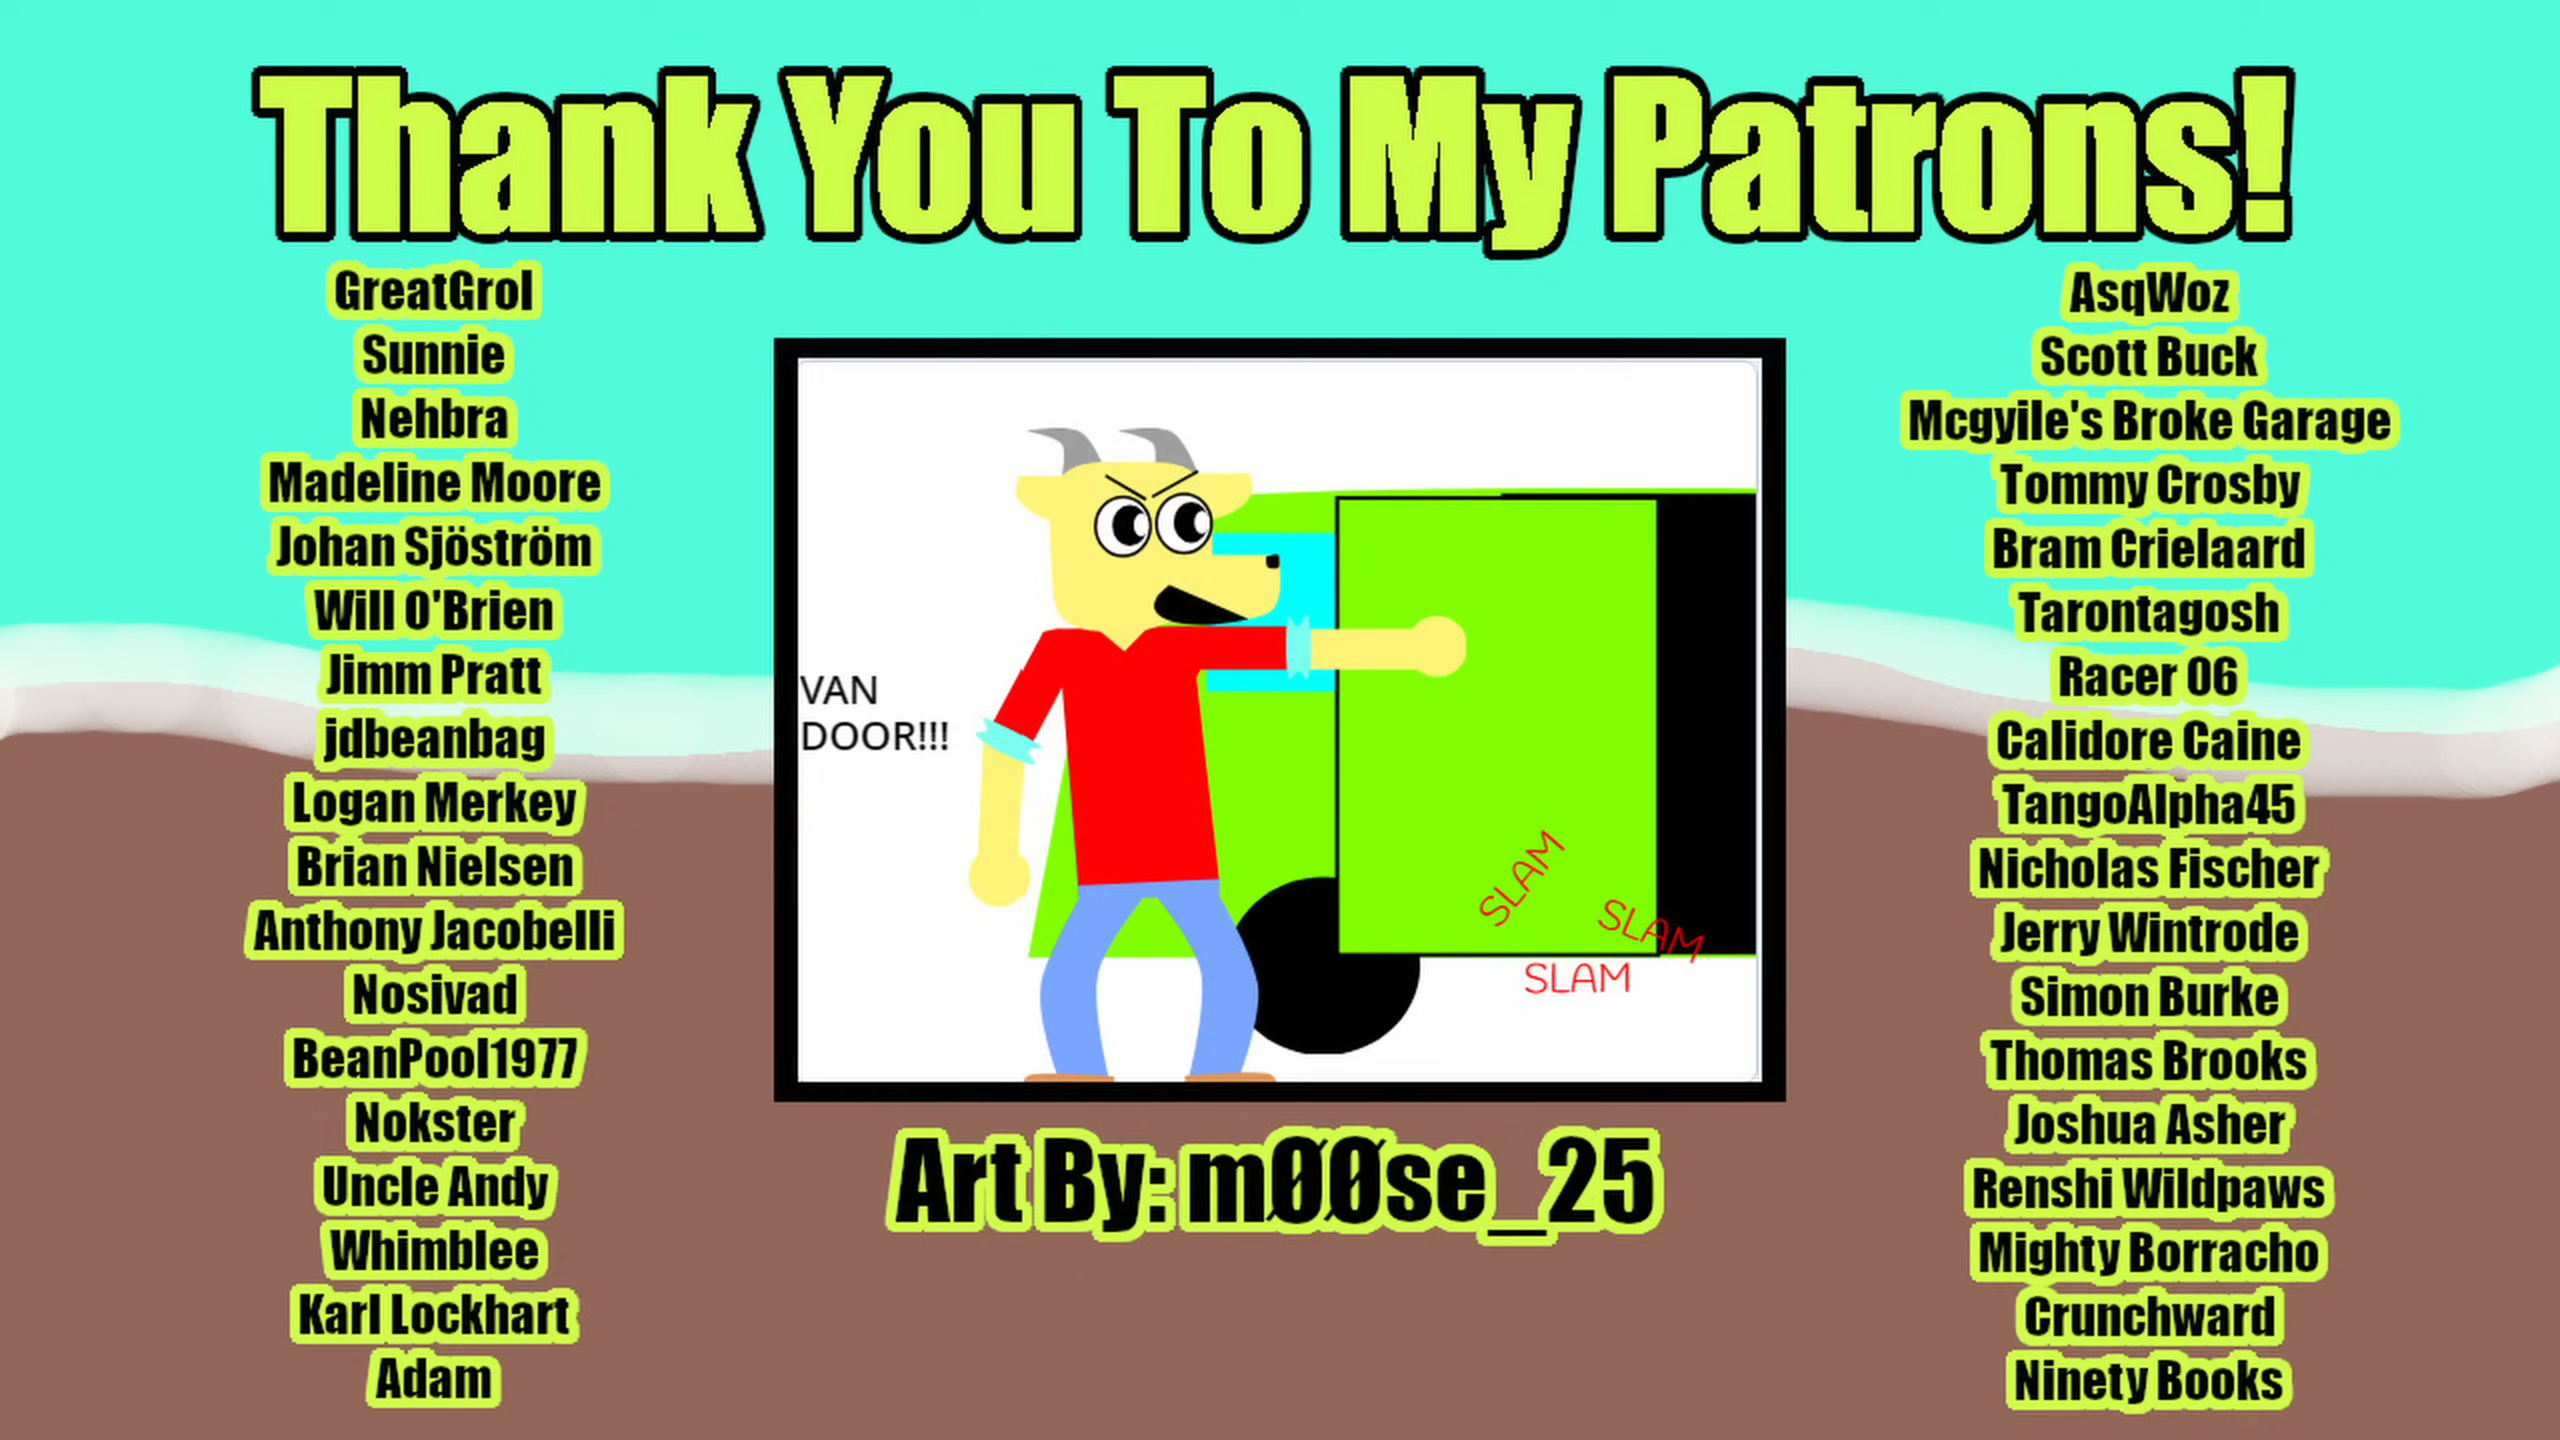 Thank You To My Patrons!
GreatGrol
Sunnie
Nehbra
Madeline Moore
Johan Sjöström
Will O'Brien
Jimm Pratt
jdbeanbag
Logan Merkey
Brian Nielsen
Anthony Jacobelli
Nosivad
BeanPool1977
Nokster
Uncle Andy
Whimblee
Karl Lockhart
Adam
VAN
DOOR!!!
SLAM
SLAM
SLAM
Art By: mØØse_25
AsqWoz
Scott Buck
Mcgyile's Broke Garage
Tommy Crosby
Bram Crielaard
Tarontagosh
Racer 06
Calidore Caine
TangoAlpha45
Nicholas Fischer
Jerry Wintrode
Simon Burke
Thomas Brooks
Joshua Asher
Renshi Wildpaws
Mighty Borracho
Crunchward
Ninety Books